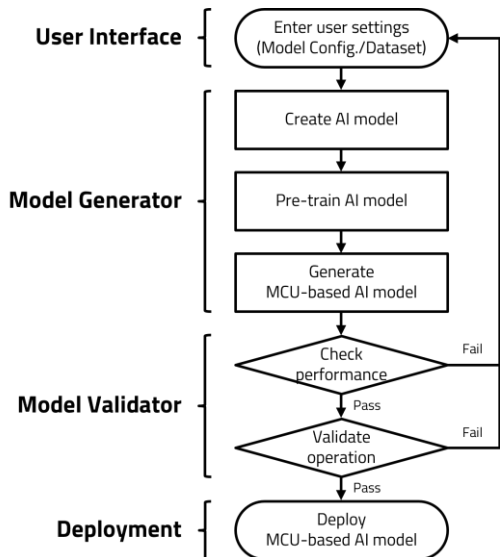 User Interface
Enter user settings
(Model Config./Dataset)
Model Generator
Create AI model
Pre-train AI model
Generate
MCU-based AI model
Model Validator
Check
performance
Fail
Pass
Validate
operation
Fail
Pass
Deployment
Deploy
MCU-based AI model